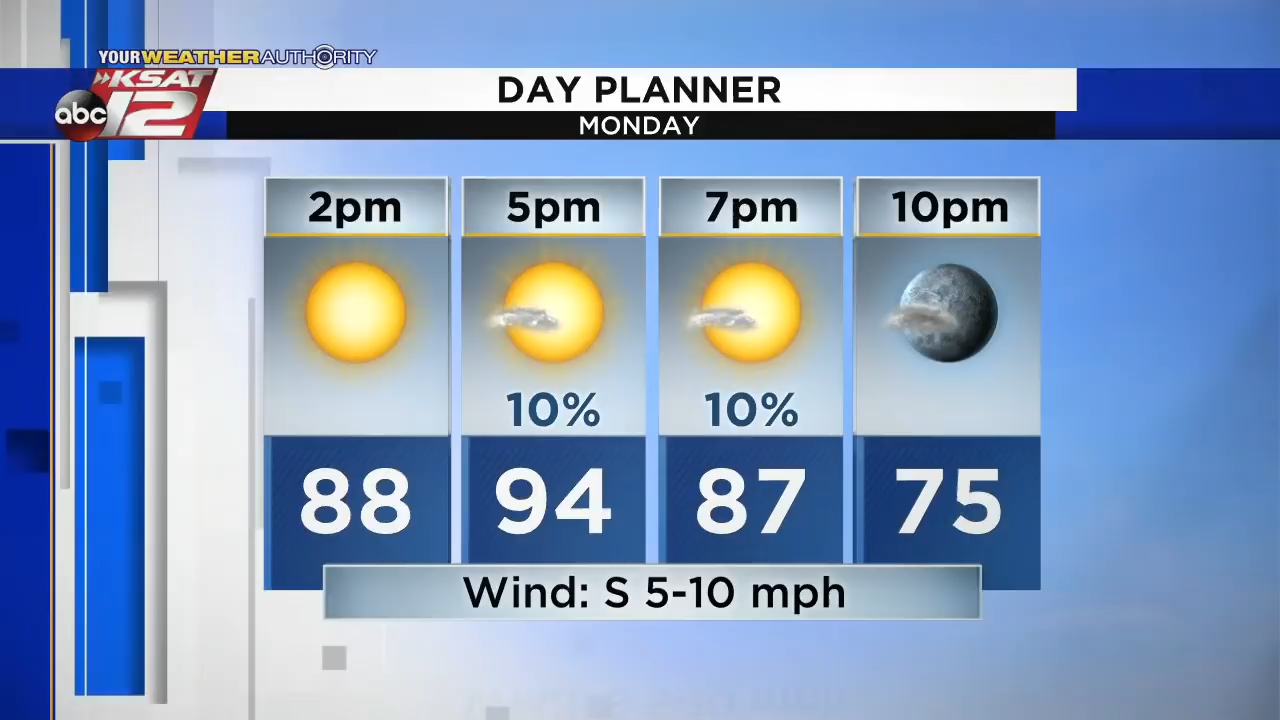 YOURWEATHERAUTHORITY
KSAT
abc 12
DAY PLANNER
MONDAY
2pm 5pm 7pm 10pm
10% 10%
88 94 87 75
Wind: S 5-10 mph